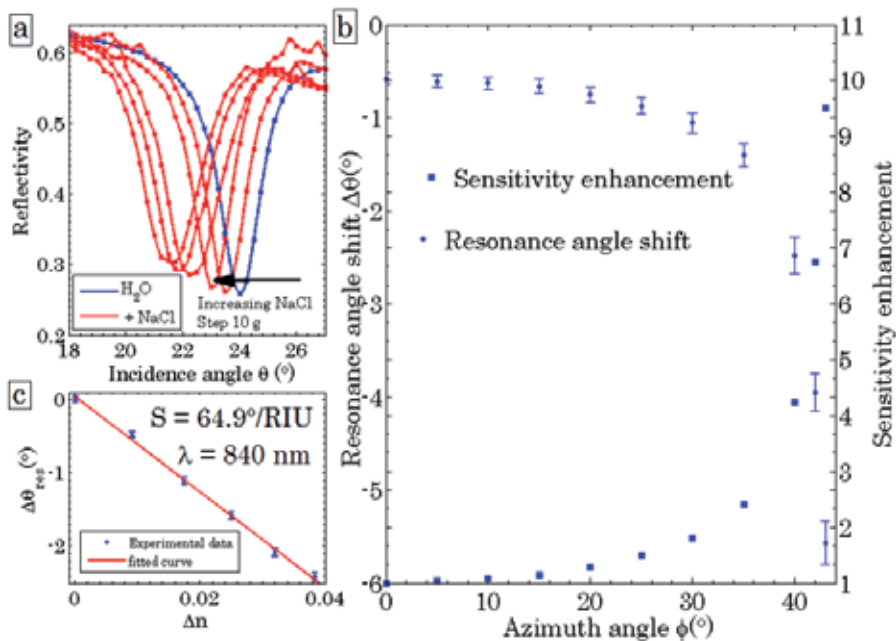 a
0.6
0.5
0.4
0.3
0.2
Reflectivity
H2O
+ NaCl
Increasing NaCl
Step 10 g
18 20 22 24 26
Incidence angle θ (°)
b
0
-1
-2
-3
-4
-5
-6
Resonance angle shift Δθ(°)
Sensitivity enhancement
Resonance angle shift
11
10
9
8
7
6
5
4
3
2
1
Sensitivity enhancement
0 10 20 30 40
Azimuth angle ϕ(°)
c
0
-1
-2
Δθres(°)
S = 64.9°/RIU
λ = 840 nm
Experimental data
fitted curve
0 0.02 0.04
Δn